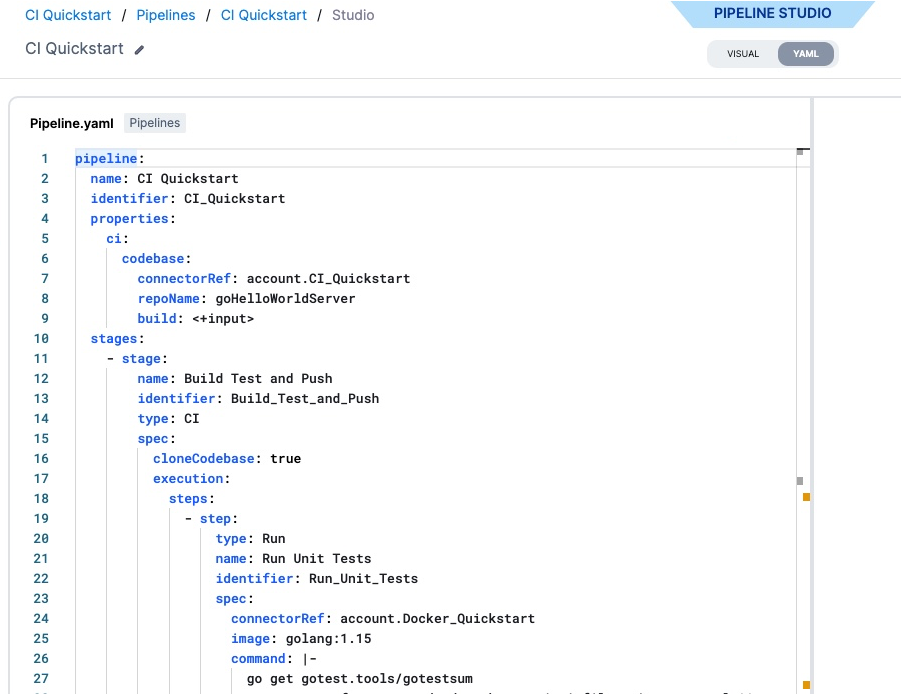 CI Quickstart / Pipelines / CI Quickstart / Studio
PIPELINE STUDIO
CI Quickstart
VISUAL YAML
Pipeline.yaml Pipelines
1 pipeline:
2 name: CI Quickstart
3 identifier: CI_Quickstart
4 properties:
5 ci:
6 codebase:
7 connectorRef: account.CI_Quickstart
8 repoName: goHelloWorldServer
9 build: <+input>
10 stages:
11 - stage:
12 name: Build Test and Push
13 identifier: Build_Test_and_Push
14 type: CI
15 spec:
16 cloneCodebase: true
17 execution:
18 steps:
19 - step:
20 type: Run
21 name: Run Unit Tests
22 identifier: Run_Unit_Tests
23 spec:
24 connectorRef: account.Docker_Quickstart
25 image: golang:1.15
26 command: |-
27 go get gotest.tools/gotestsum